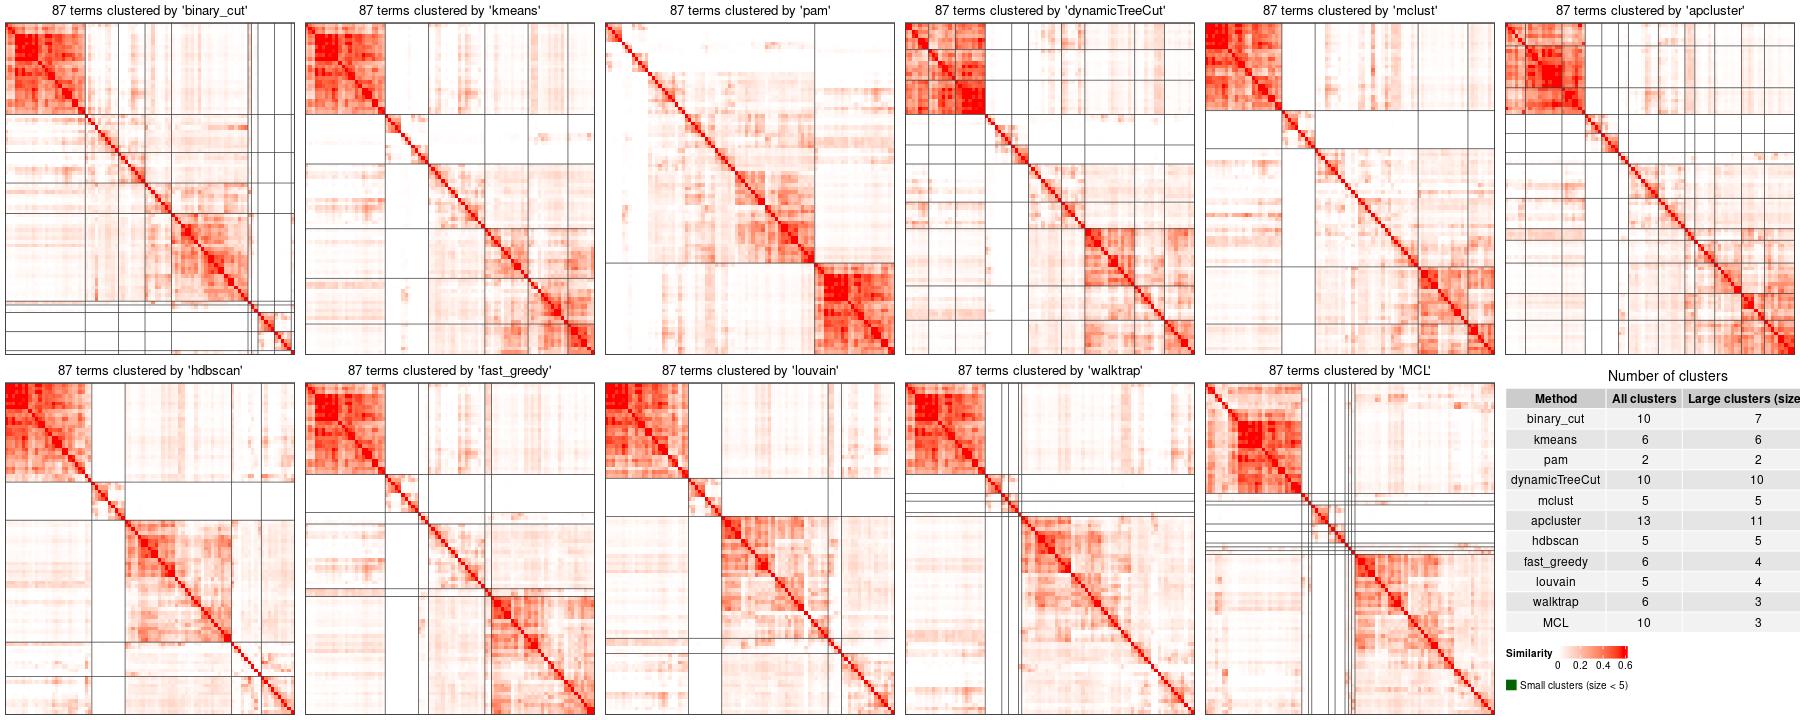 87 terms clustered by 'binary_cut'
87 terms clustered by 'kmeans'
87 terms clustered by 'pam'
87 terms clustered by 'dynamicTreeCut'
87 terms clustered by 'mclust'
87 terms clustered by 'apcluster'
87 terms clustered by 'hdbscan'
87 terms clustered by 'fast_greedy'
87 terms clustered by 'louvain'
87 terms clustered by 'walktrap'
87 terms clustered by 'MCL'
Number of clusters
Method All clusters Large clusters (size
binary_cut 10 7
kmeans 6 6
pam 2 2
dynamicTreeCut 10 10
mclust 5 5
apcluster 13 11
hdbscan 5 5
fast_greedy 6 4
louvain 5 4
walktrap 6 3
MCL 10 3
Similarity
0 0.2 0.4 0.6
Small clusters (size < 5)